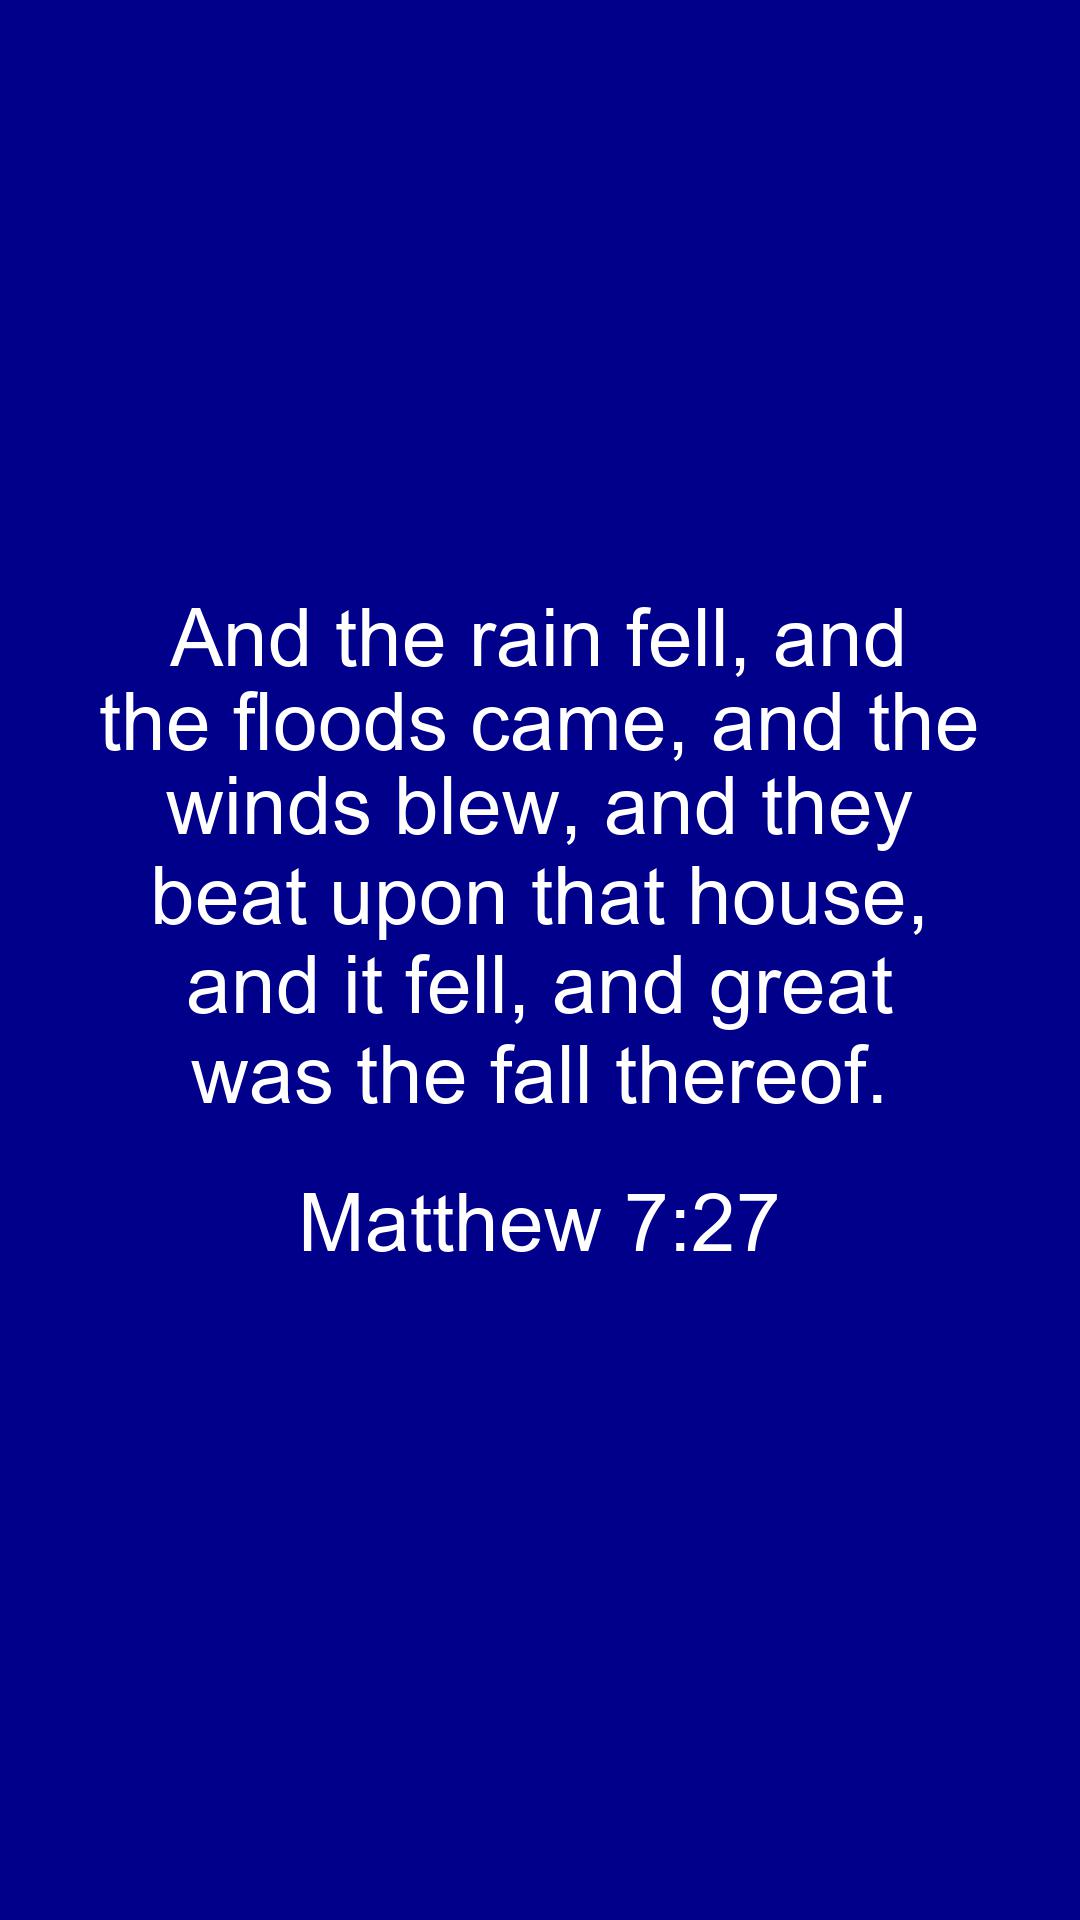 And the rain fell, and
the floods came, and the
winds blew, and they
beat upon that house,
and it fell, and great
was the fall thereof.
Matthew 7:27